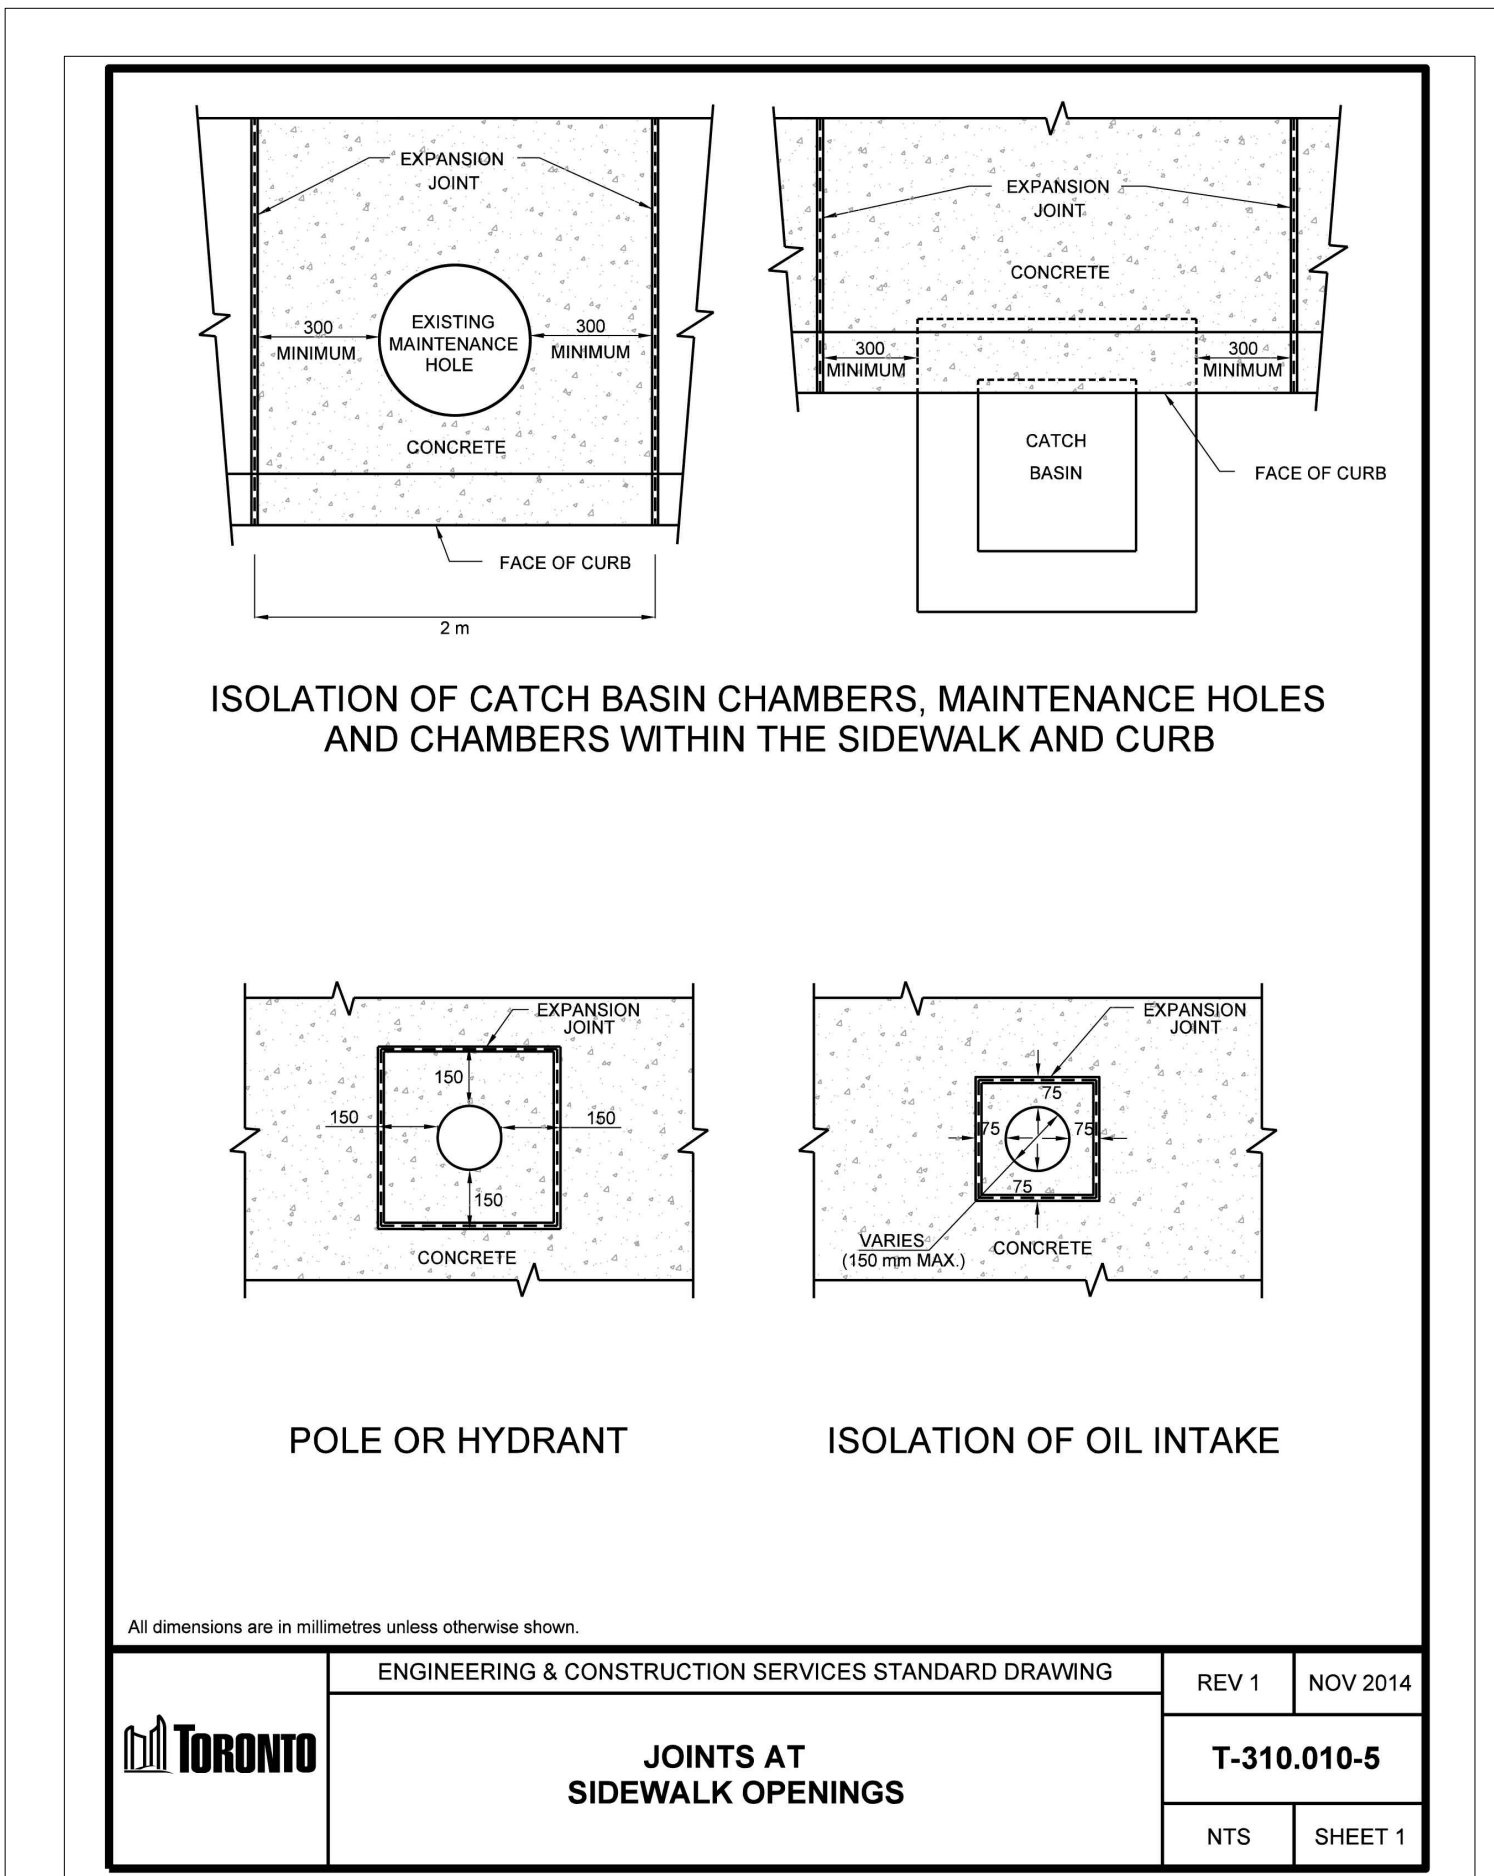 EXPANSION
JOINT
300
MINIMUM
EXISTING
MAINTENANCE
HOLE
300
MINIMUM
CONCRETE
FACE OF CURB
2 m
EXPANSION
JOINT
CONCRETE
300
MINIMUM
300
MINIMUM
CATCH
BASIN
FACE OF CURB
ISOLATION OF CATCH BASIN CHAMBERS, MAINTENANCE HOLES
AND CHAMBERS WITHIN THE SIDEWALK AND CURB
EXPANSION
JOINT
150
150
150
150
CONCRETE
POLE OR HYDRANT
EXPANSION
JOINT
75
75
75
75
VARIES
(150 mm MAX.)
CONCRETE
ISOLATION OF OIL INTAKE
All dimensions are in millimetres unless otherwise shown.
TORONTO
ENGINEERING & CONSTRUCTION SERVICES STANDARD DRAWING
JOINTS AT
SIDEWALK OPENINGS
REV 1
NOV 2014
T-310.010-5
NTS
SHEET 1